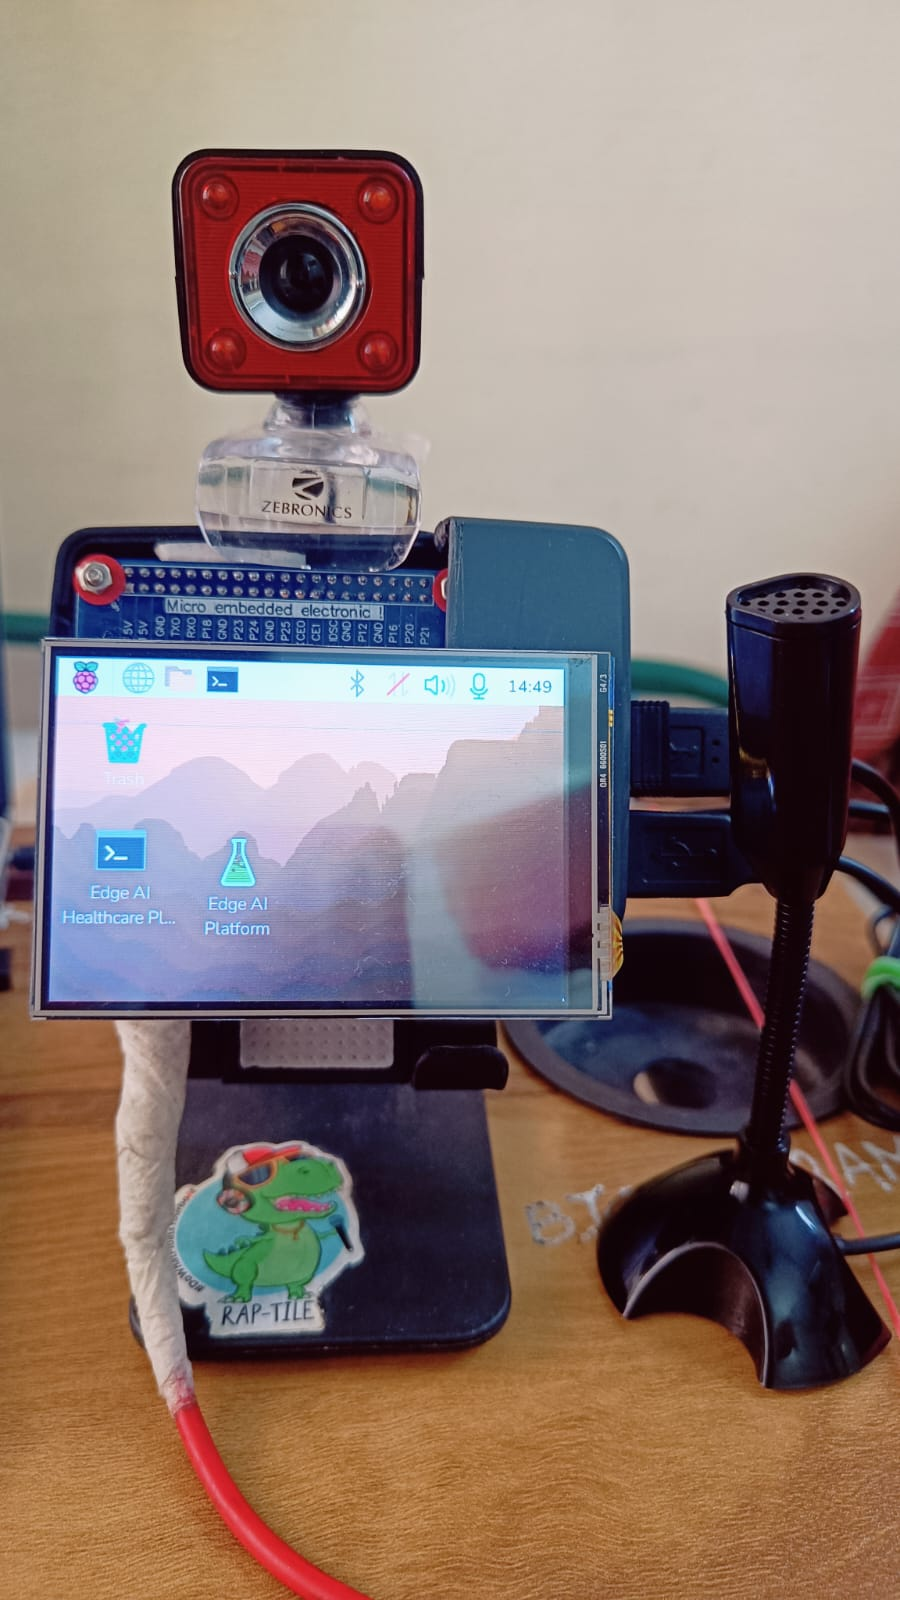 ZEBRONICS
Micro embedded electronic !
5V
5V
GND
TXO
RXO
P18
GND
P23
P24
GND
P25
CE0
CE1
GND
P12
GND
P16
P20
P21
14:49
Trash
Edge AI
Healthcare Pl...
Edge AI
Platform
RAP-TILE